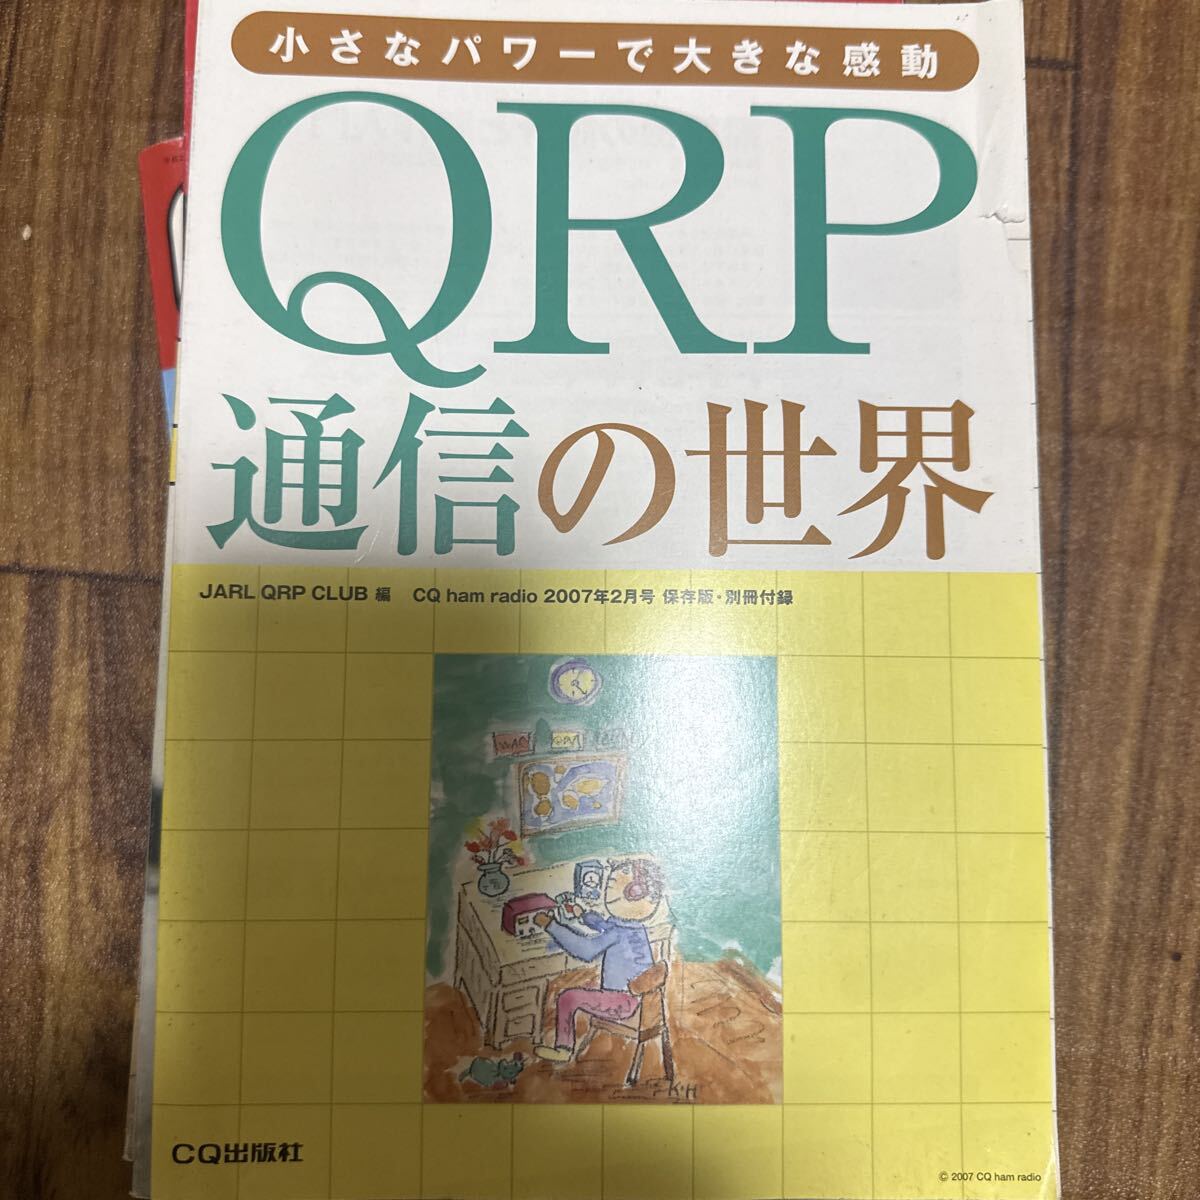 小さなパワーで大きな感動
QRP
通信の世界
JARL QRP CLUB 編 CQ ham radio 2007年2月号 保存版・別冊付録
K・H
CQ出版社
© 2007 CQ ham radio